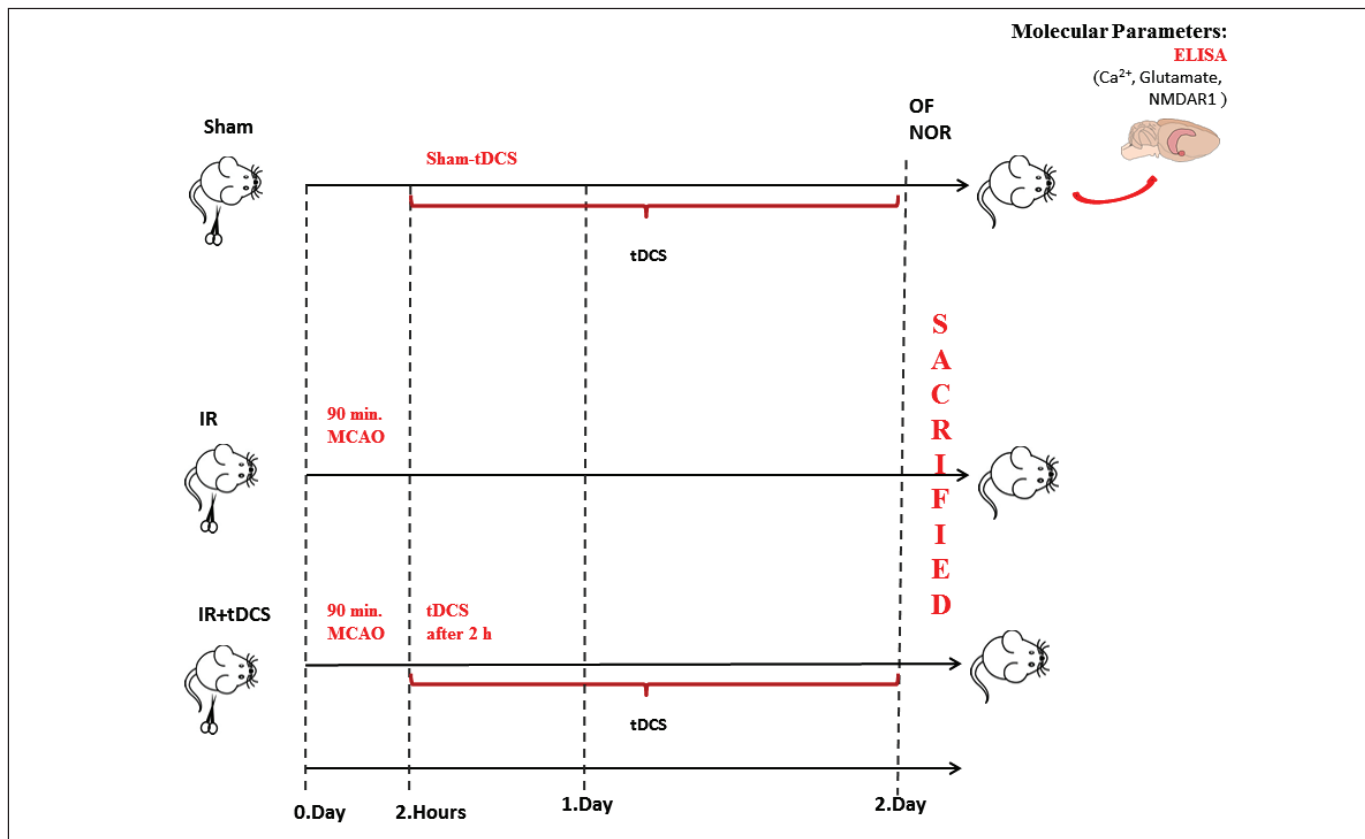 Molecular Parameters:
ELISA
(Ca²⁺, Glutamate,
NMDAR1 )
OF
NOR
Sham
Sham-tDCS
tDCS
S
A
C
R
I
F
I
E
D
IR
90 min.
MCAO
IR+tDCS
90 min.
MCAO
tDCS
after 2 h
tDCS
0.Day
2.Hours
1.Day
2.Day